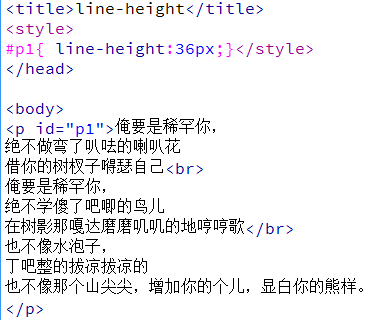 <title>line-height</title>
<style>
#p1{ line-height:36px;}</style>
</head>
<body>
<p id="p1">俺要是稀罕你，
绝不做弯了叭呿的喇叭花
借你的树杈子嘚瑟自己<br>
俺要是稀罕你，
绝不学傻了吧唧的鸟儿
在树影那嘎达磨磨叽叽的地哼哼歌</br>
也不像水泡子，
丁吧整的拔凉拔凉的
也不像那个山尖尖，增加你的个儿，显白你的熊样。
</p>